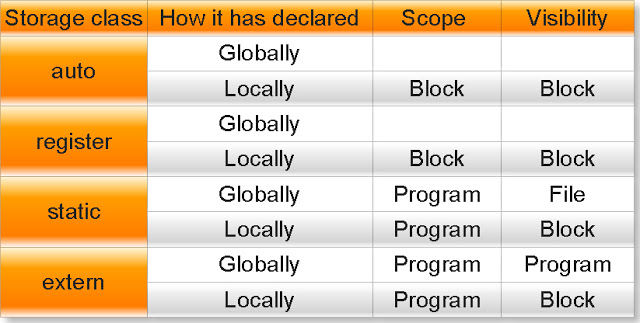 Storage class How it has declared Scope Visibility
auto Globally
Locally Block Block
register Globally
Locally Block Block
static Globally Program File
Locally Program Block
extern Globally Program Program
Locally Program Block